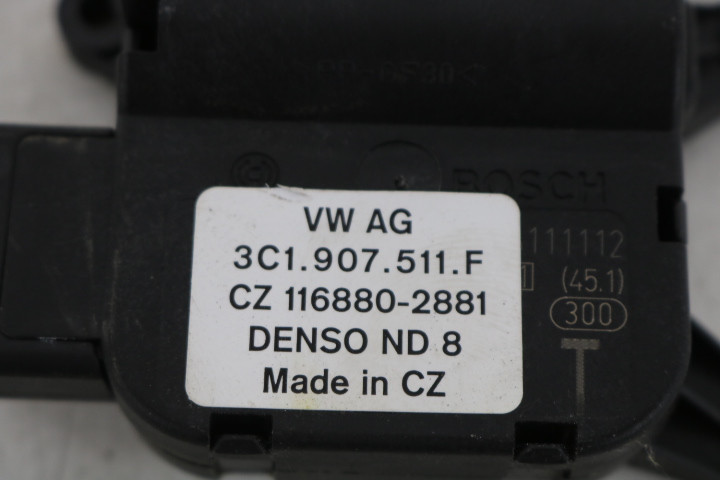 BOSCH
VW AG
3C1.907.511.F
CZ 116880-2881
DENSO ND 8
Made in CZ
111112
1 (45.1)
300